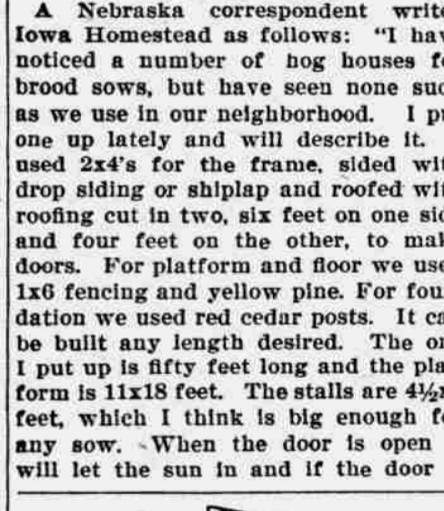 A Nebraska correspondent write
Iowa Homestead as follows: "I hav
noticed a number of hog houses f
brood sows, but have seen none suc
as we use in our neighborhood. I p
one up lately and will describe it.
used 2x4's for the frame, sided wit
drop siding or shiplap and roofed wit
roofing cut in two, six feet on one sid
and four feet on the other, to mak
doors. For platform and floor we use
1x6 fencing and yellow pine. For fou
dation we used red cedar posts. It ca
be built any length desired. The on
I put up is fifty feet long and the pla
form is 11x18 feet. The stalls are 4½x
feet, which I think is big enough f
any sow. When the door is open
will let the sun in and if the door